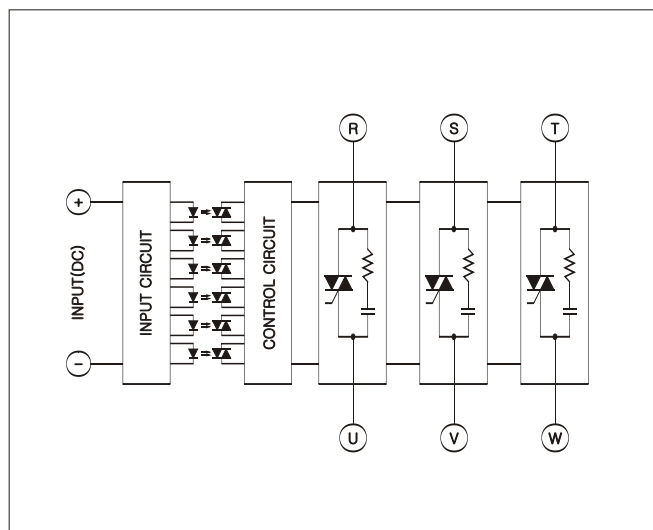 R
S
T
+
INPUT(DC)
−
INPUT CIRCUIT
CONTROL CIRCUIT
U
V
W